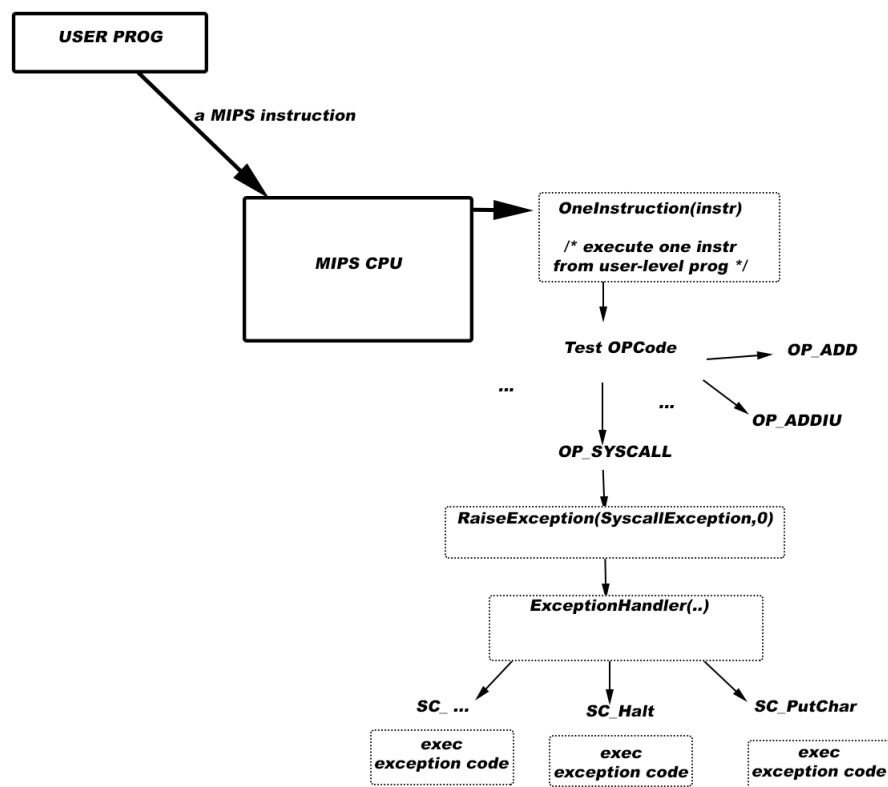 USER PROG
a MIPS instruction
MIPS CPU
OneInstruction(instr)
/* execute one instr
from user-level prog */
Test OPCode
OP_ADD
...
...
OP_ADDIU
OP_SYSCALL
RaiseException(SyscallException,0)
ExceptionHandler(..)
SC_ ...
SC_Halt
SC_PutChar
exec
exception code
exec
exception code
exec
exception code